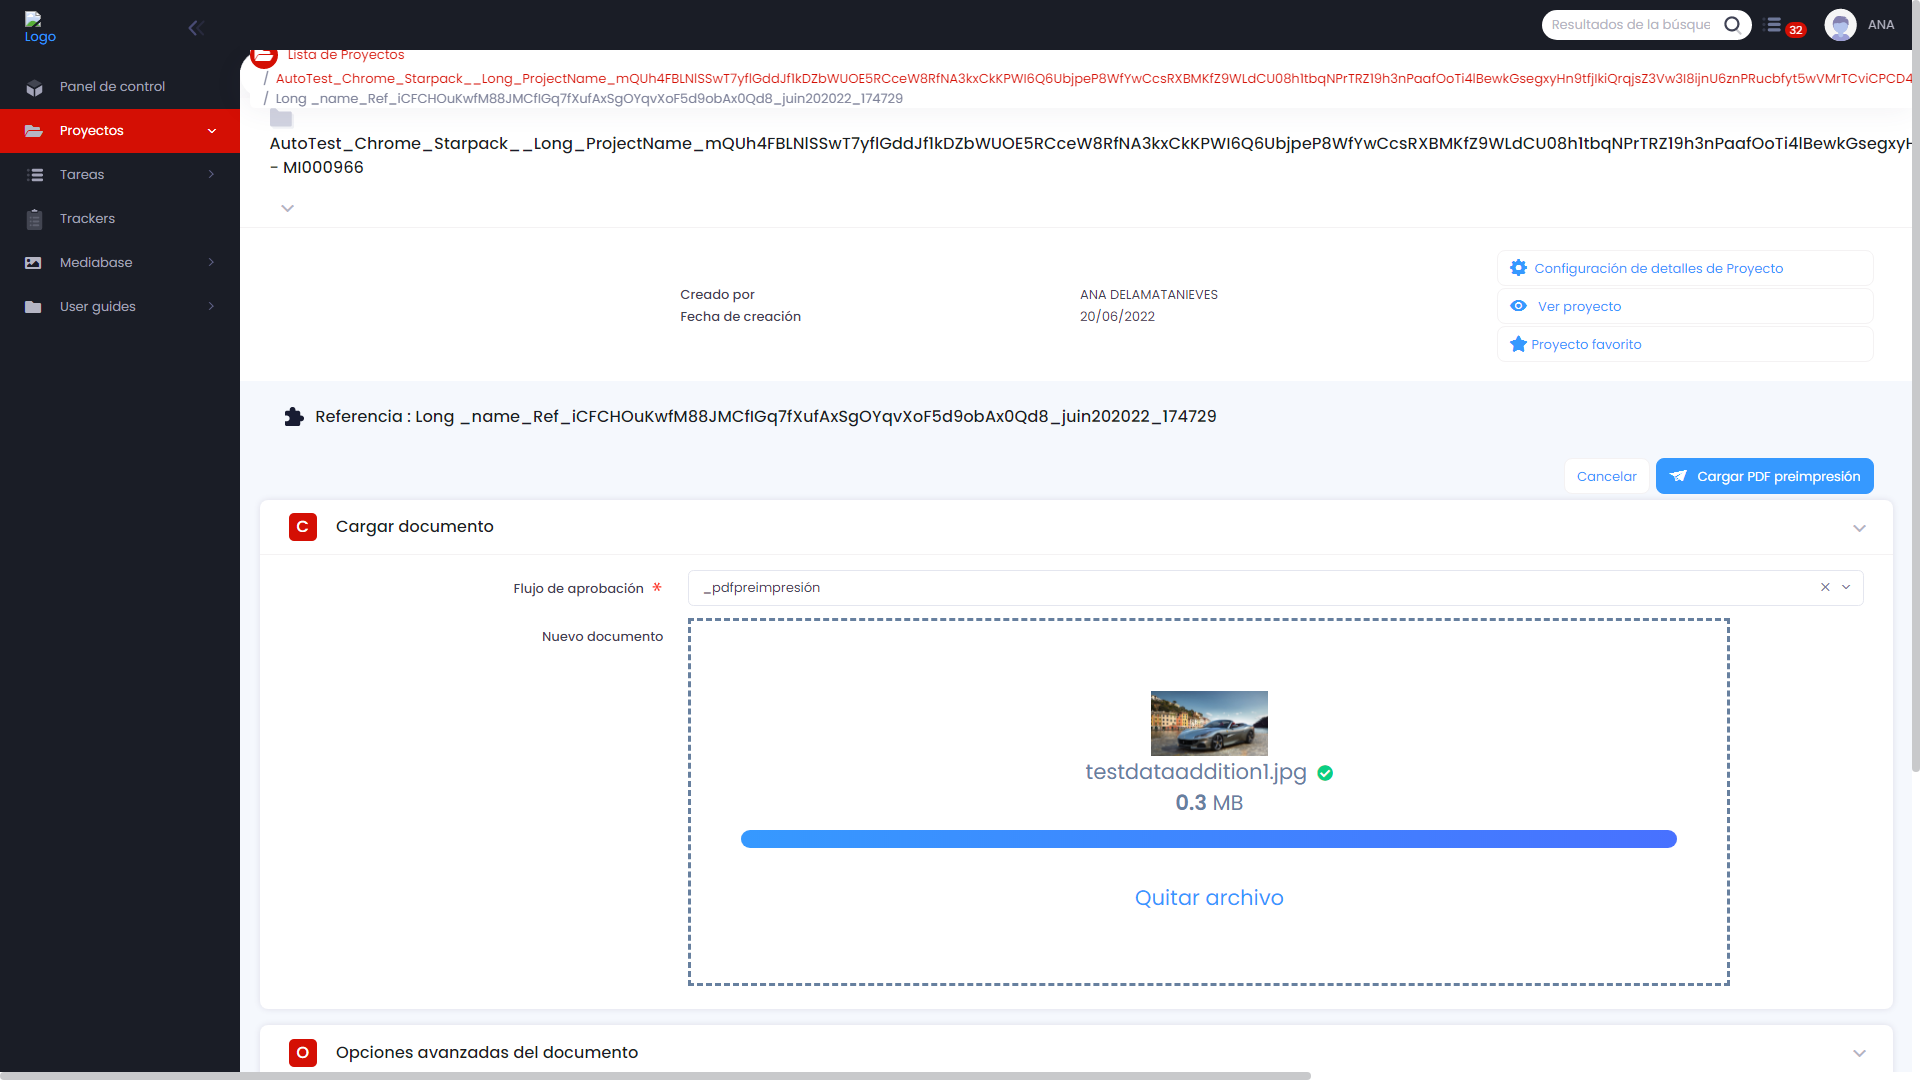 Logo
Resultados de la búsque
32
ANA
Panel de control
Proyectos
Tareas
Trackers
Mediabase
User guides
Lista de Proyectos
/ AutoTest_Chrome_Starpack__Long_ProjectName_mQUh4FBLNlSSwT7yflGddJf1kDZbWUOE5RCceW8RfNA3kxCkKPWI6Q6UbjpeP8WfYwCcsRXBMKfZ9WLdCU08h1tbqNPrTRZ19h3nPaafOoTi4lBewkGsegxyHn9tfjIkiQrqjsZ3Vw3I8ijnU6znPRucbfyt5wVMrTCviCPCD4
/ Long _name_Ref_iCFCHOuKwfM88JMCfIGq7fXufAxSgOYqvXoF5d9obAx0Qd8_juin202022_174729
AutoTest_Chrome_Starpack__Long_ProjectName_mQUh4FBLNlSSwT7yflGddJf1kDZbWUOE5RCceW8RfNA3kxCkKPWI6Q6UbjpeP8WfYwCcsRXBMKfZ9WLdCU08h1tbqNPrTRZ19h3nPaafOoTi4lBewkGsegxyH
- MI000966
Creado por
ANA DELAMATANIEVES
Fecha de creación
20/06/2022
Configuración de detalles de Proyecto
Ver proyecto
Proyecto favorito
Referencia : Long _name_Ref_iCFCHOuKwfM88JMCfIGq7fXufAxSgOYqvXoF5d9obAx0Qd8_juin202022_174729
Cancelar
Cargar PDF preimpresión
C Cargar documento
Flujo de aprobación *
_pdfpreimpresión
Nuevo documento
testdataaddition1.jpg
0.3 MB
Quitar archivo
O Opciones avanzadas del documento